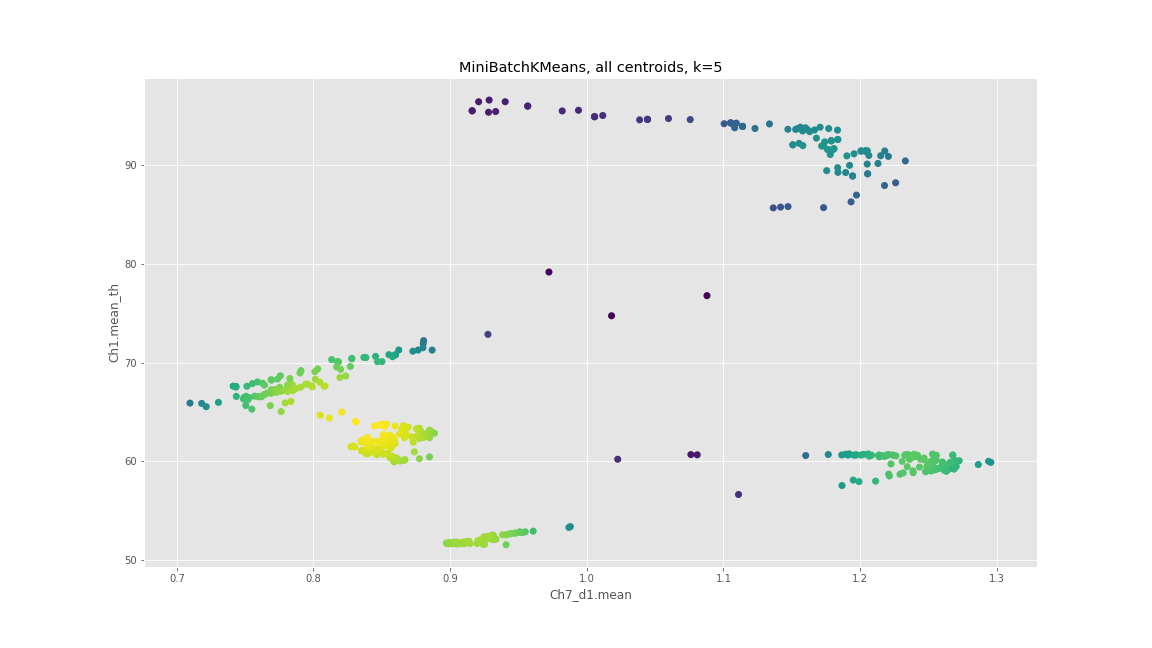 MiniBatchKMeans, all centroids, k=5
90
80
70
60
50
Ch1.mean_th
0.7 0.8 0.9 1.0 1.1 1.2 1.3
Ch7_d1.mean